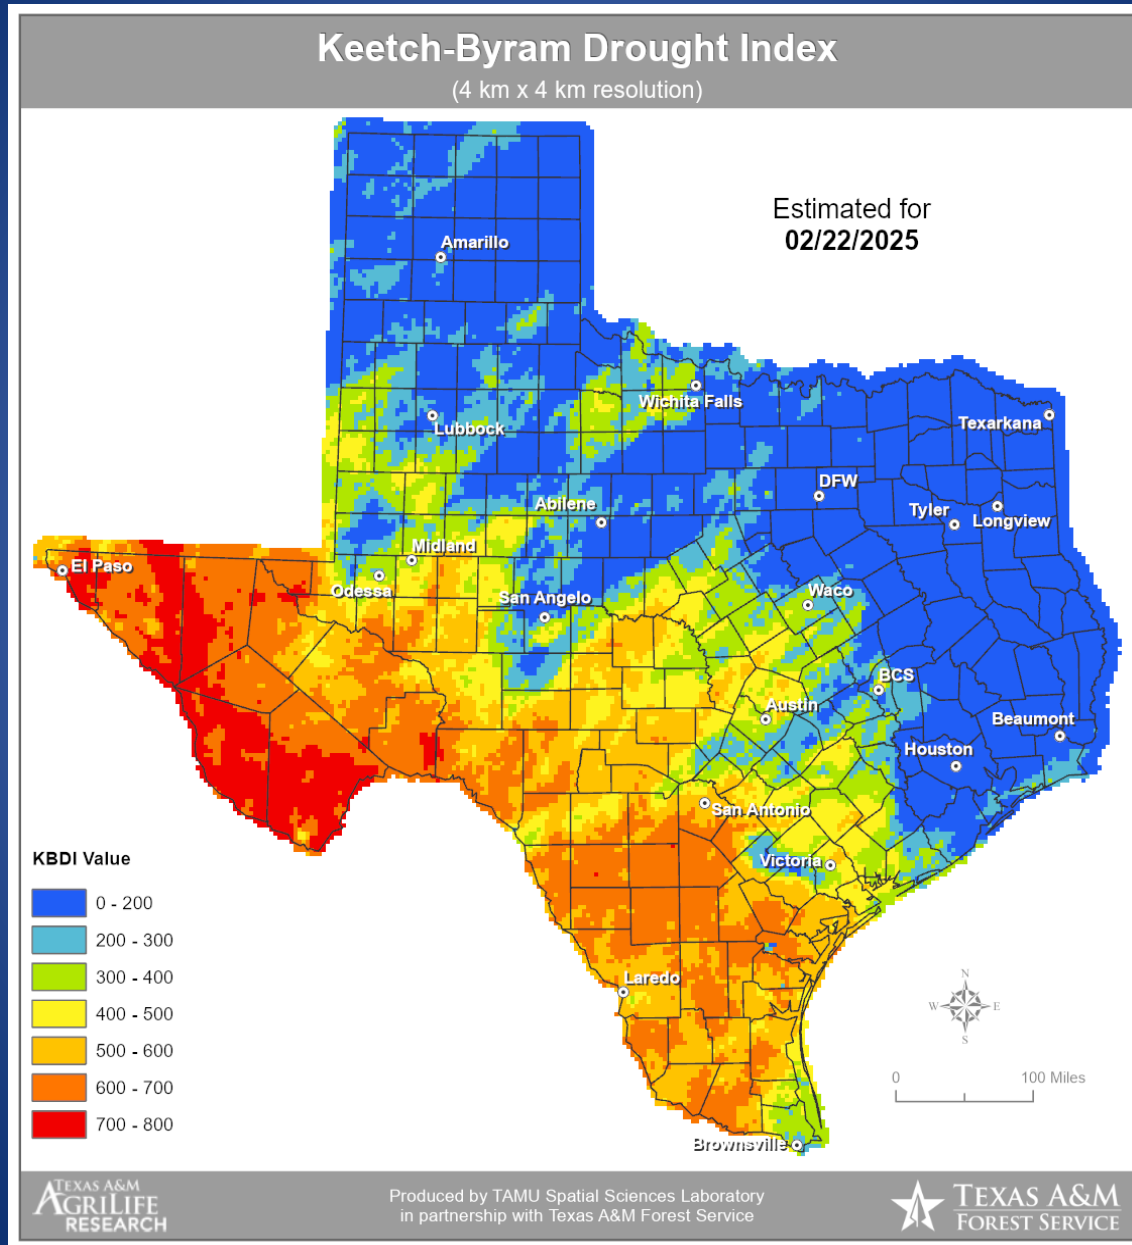 Keetch-Byram Drought Index
(4 km x 4 km resolution)
Estimated for
02/22/2025
Amarillo
Wichita Falls
Lubbock
Texarkana
DFW
Abilene
Tyler
Longview
Midland
El Paso
Odessa
San Angelo
Waco
BCS
Austin
Beaumont
Houston
San Antonio
Victoria
Laredo
Brownsville
KBDI Value
0 - 200
200 - 300
300 - 400
400 - 500
500 - 600
600 - 700
700 - 800
N
W E
S
0 100 Miles
TEXAS A&M
AGRILIFE
RESEARCH
Produced by TAMU Spatial Sciences Laboratory
in partnership with Texas A&M Forest Service
TEXAS A&M
FOREST SERVICE